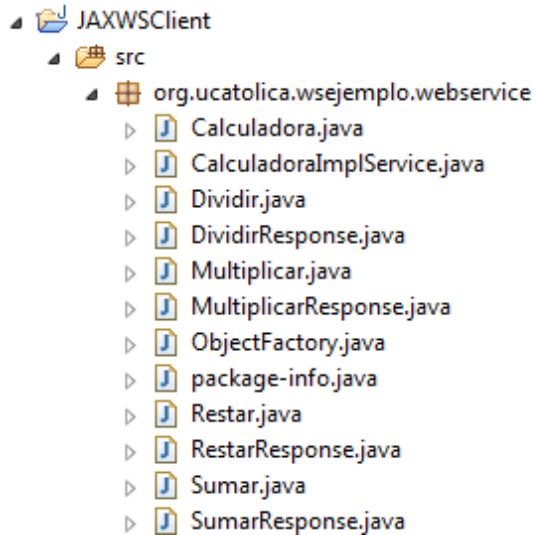 JAXWSClient
src
org.ucatolica.wsejemplo.webservice
Calculadora.java
CalculadoraImplService.java
Dividir.java
DividirResponse.java
Multiplicar.java
MultiplicarResponse.java
ObjectFactory.java
package-info.java
Restar.java
RestarResponse.java
Sumar.java
SumarResponse.java